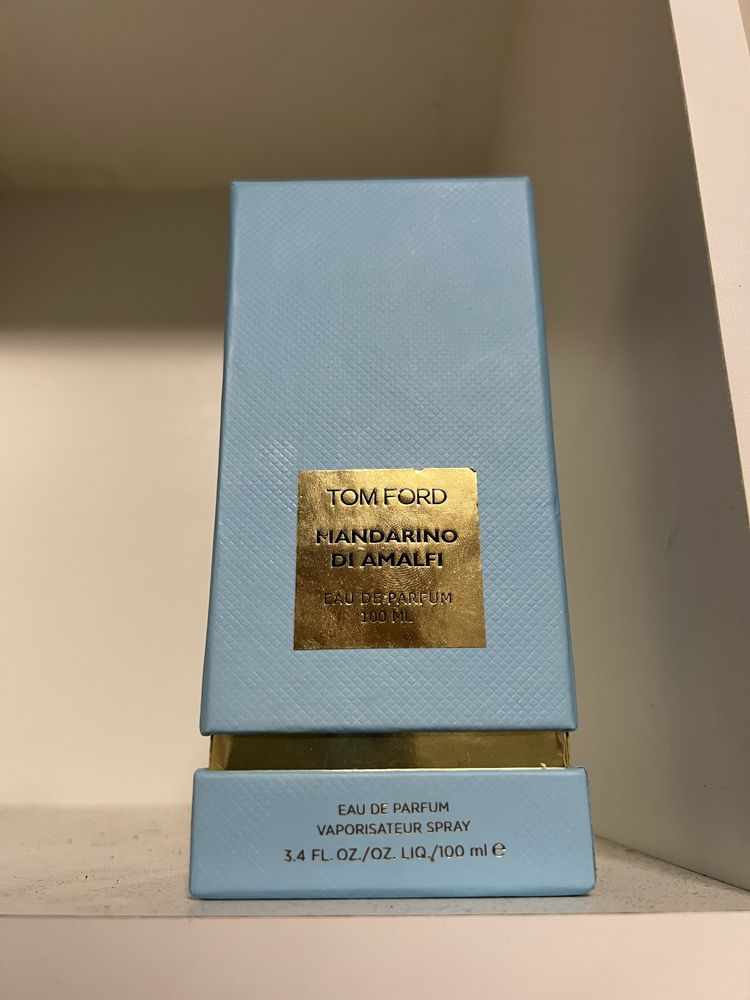 TOM FORD
MANDARINO
DI AMALFI
EAU DE PARFUM
100 ML
EAU DE PARFUM
VAPORISATEUR SPRAY
3.4 FL. OZ./OZ. LIQ./100 ml ℮